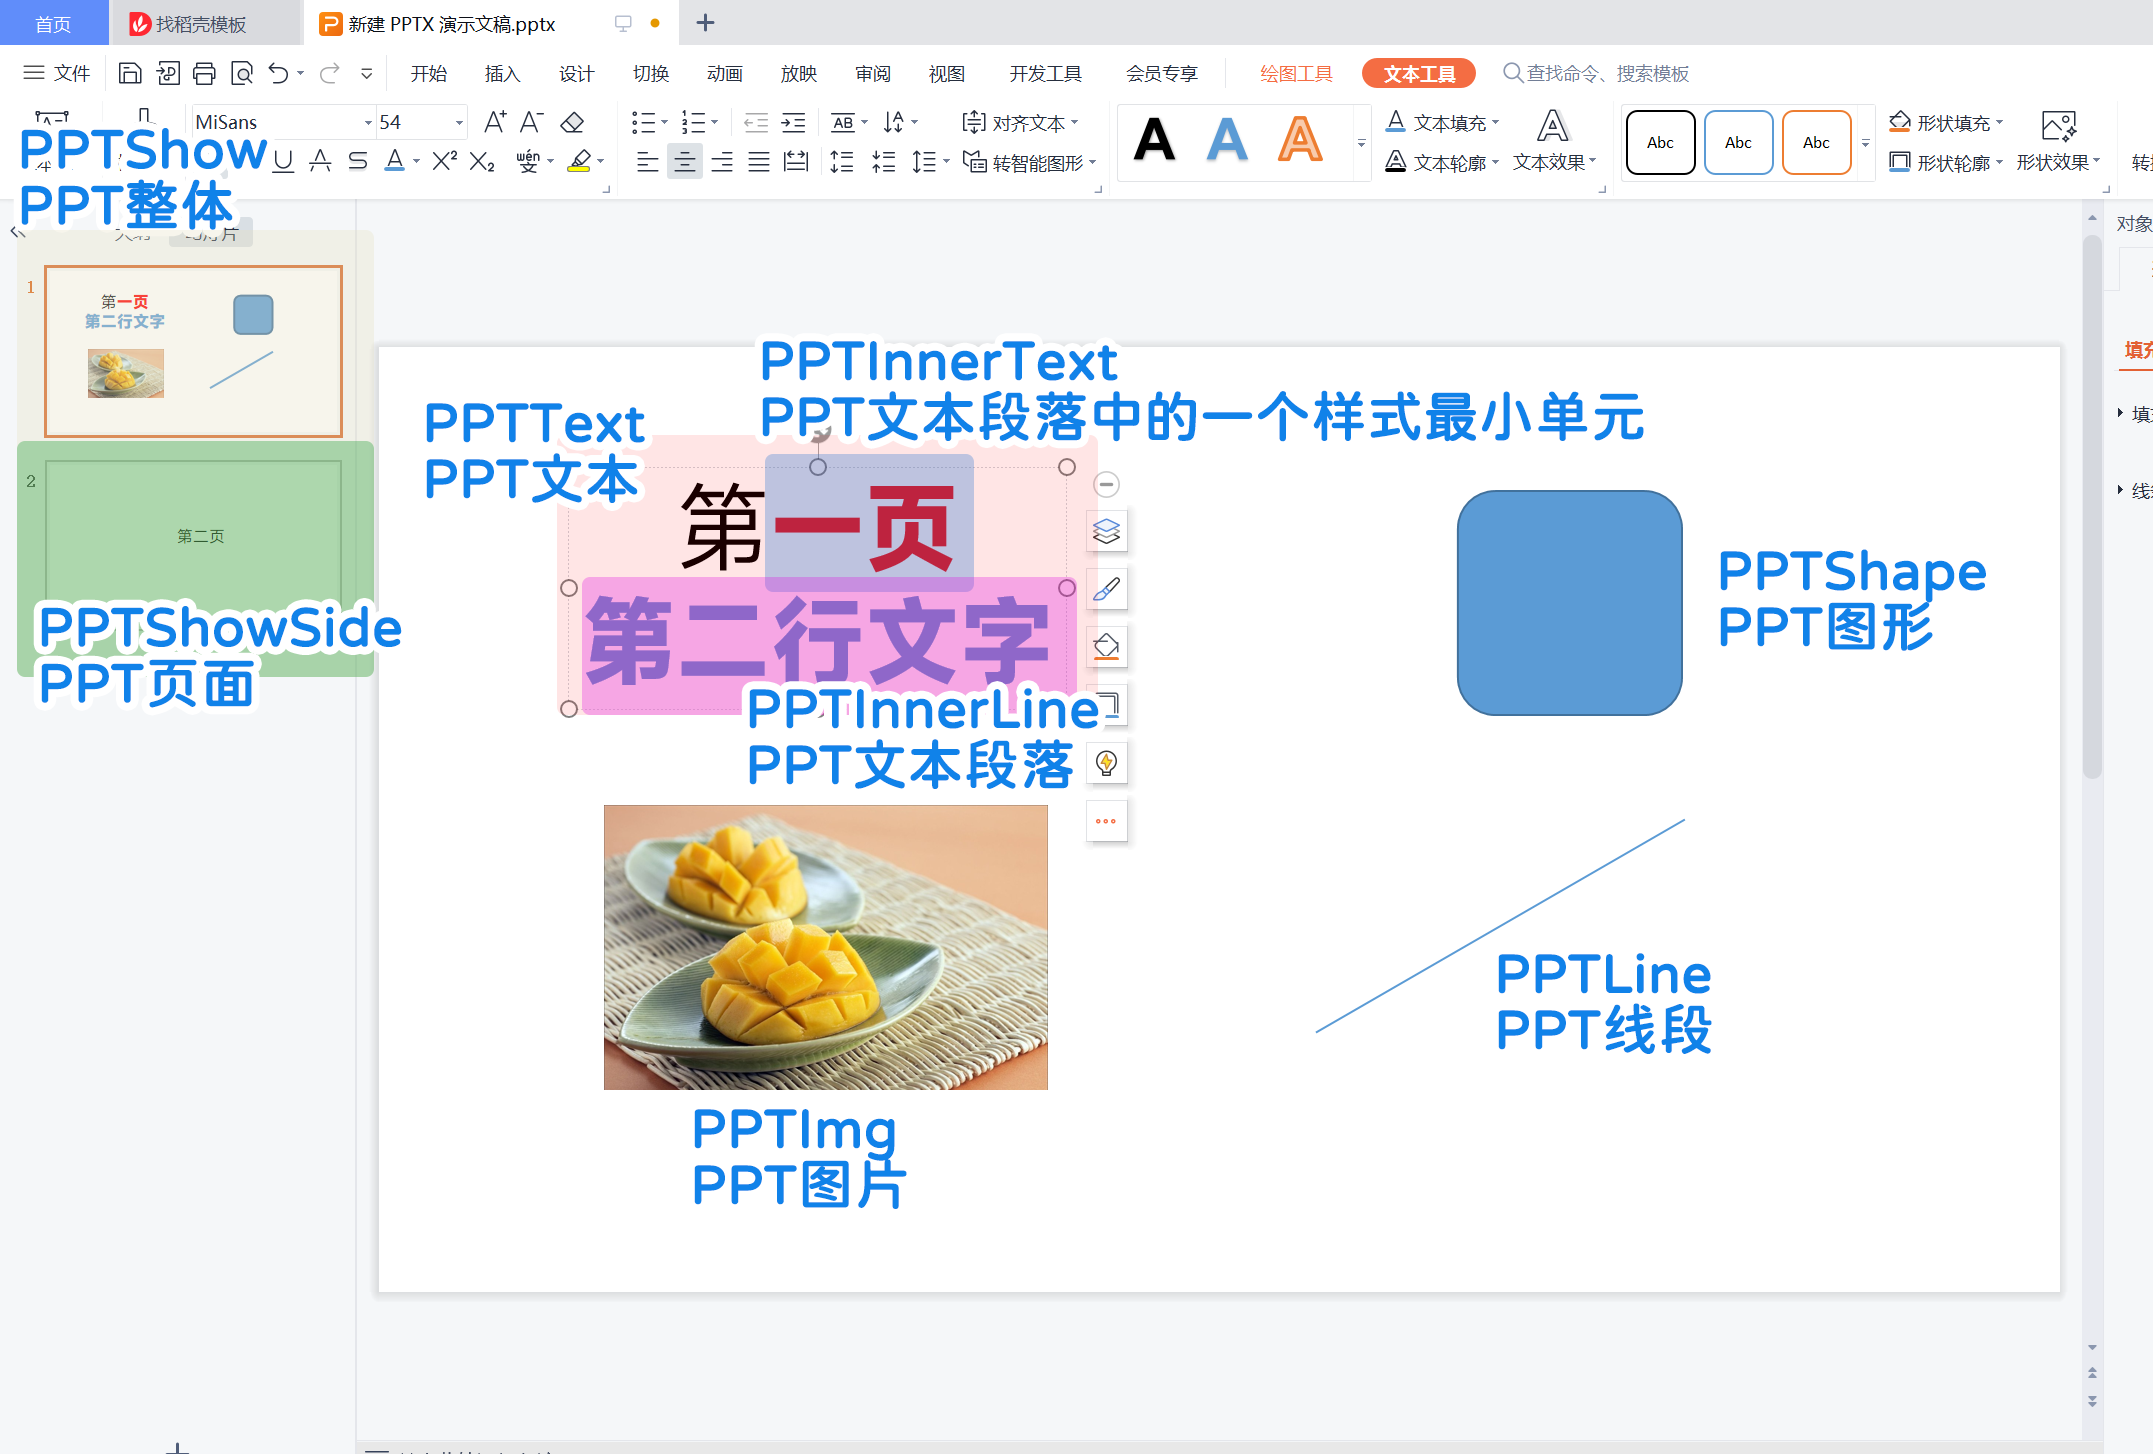 首页
找稻壳模板
新建 PPTX 演示文稿.pptx
文件
开始
插入
设计
切换
动画
放映
审阅
视图
开发工具
会员专享
绘图工具
文本工具
查找命令、搜索模板
MiSans
54
对齐文本
转智能图形
文本填充
文本轮廓
文本效果
Abc
Abc
Abc
形状填充
形状轮廓
形状效果
PPTShow
PPT整体
对象
1
第一页
第二行文字
2
第二页
PPTShowSide
PPT页面
PPTInnerText
PPT文本段落中的一个样式最小单元
PPTText
PPT文本
第一页
第二行文字
PPTInnerLine
PPT文本段落
PPTShape
PPT图形
PPTLine
PPT线段
PPTImg
PPT图片